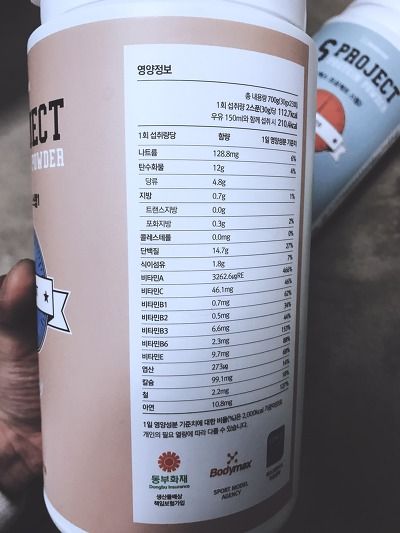 S PROJECT
JECT
POWDER
영양정보
총 내용량 700g(30gx23회)
1회 섭취량 2스푼(30g)당 112.7kcal
우유 150ml와 함께 섭취 시 210.4kcal
1회 섭취량당 함량 1일 영양성분 기준치
나트륨 128.8mg 6%
탄수화물 12g 4%
당류 4.8g
지방 0.7g 1%
트랜스지방 0.0g
포화지방 0.3g 2%
콜레스테롤 0.0mg 0%
단백질 14.7g 27%
식이섬유 1.8g 7%
비타민A 3262.6㎍RE 466%
비타민C 46.1mg 46%
비타민B1 0.7mg 62%
비타민B2 0.5mg 34%
비타민B3 6.6mg 44%
비타민B6 2.3mg 153%
비타민E 9.7mg 88%
엽산 273㎍ 68%
칼슘 99.1mg 14%
철 2.2mg
아연 10.8mg
1일 영양성분 기준치에 대한 비율(%)은 2,000kcal 기준이므로
개인의 필요 열량에 따라 다를 수 있습니다.
동부화재
Dongbu Insurance
생산물배상
책임보험가입
Bodymax
SPORT MODEL
AGENCY